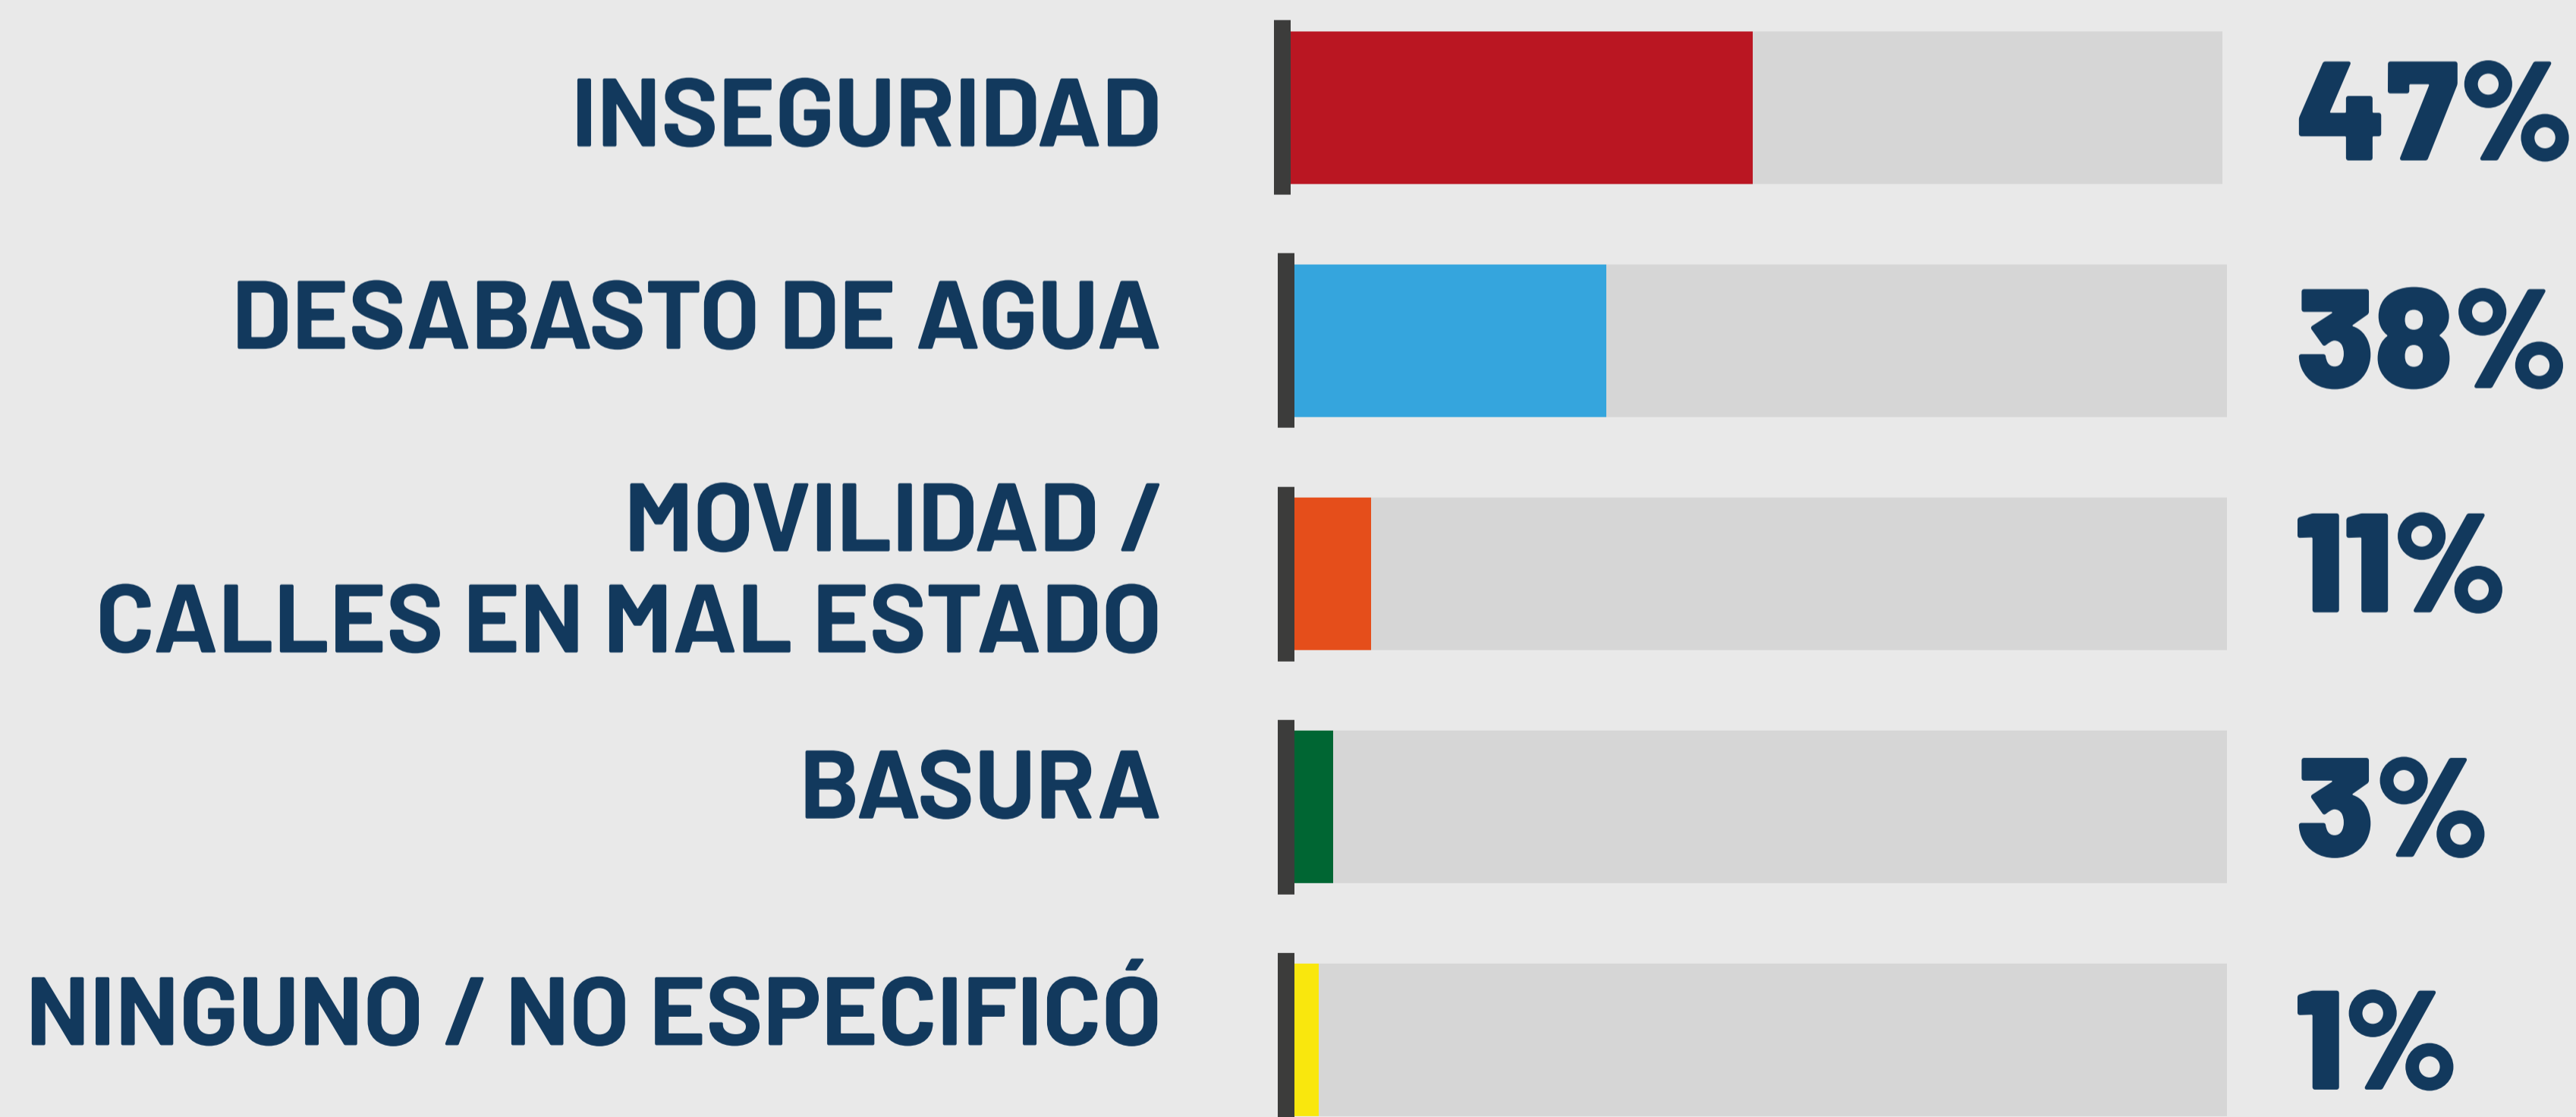 INSEGURIDAD 47%
DESABASTO DE AGUA 38%
MOVILIDAD /
CALLES EN MAL ESTADO 11%
BASURA 3%
NINGUNO / NO ESPECIFICÓ 1%